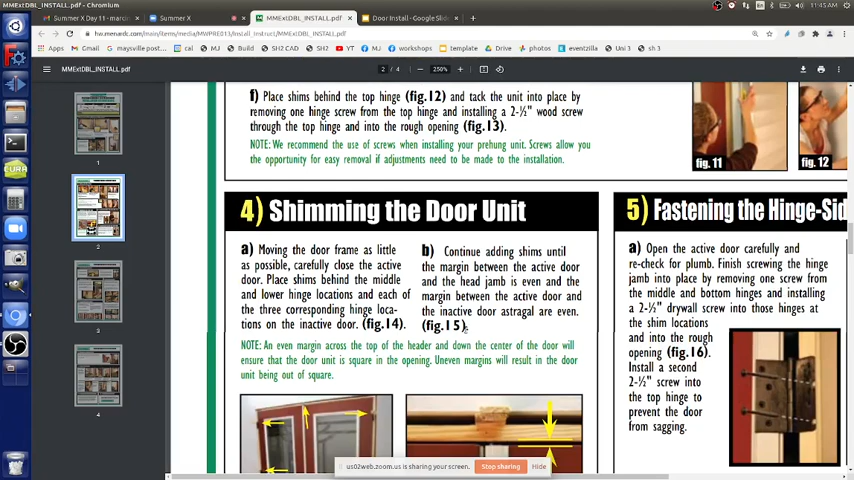 MMExtDBL_INSTALL.pdf - Chromium
11:45 AM
Summer X Day 11 - marin
Summer X
MMExtDBL_INSTALL.pdf
Door Install - Google Slid
hw.menardc.com/main/items/media/MWPRE013/Install_Instruct/MMExtDBL_INSTALL.pdf
Apps
maysville pst...
Build
SH2 CAD
SH7
M
workshops
tempstation
G drive
photos
eventzilla
Uni 3
sh 3
MMExtDBL_INSTALL.pdf
2 / 4
250%
1
2
3
4
f) Place shims behind the top hinge (fig.12) and tack the unit into place by
removing one hinge screw from the top hinge and installing a 2-½" wood screw
through the top hinge and into the rough opening (fig.13).
NOTE: We recommend the use of screws when installing your prehung unit. Screws allow you
the opportunity for easy removal if adjustments need to be made to the installation.
fig. 11
fig. 12
4) Shimming the Door Unit
a) Moving the door frame as little
as possible, carefully close the active
door. Place shims behind the middle
and lower hinge locations and each of
the three corresponding hinge loca-
tions on the inactive door. (fig.14).
b) Continue adding shims until
the margin between the active door
and the head jamb is even and the
margin between the active door and
the inactive door astragal are even.
(fig.15)
NOTE: An even margin across the top of the header and down the center of the door will
ensure that the door unit is square in the opening. Uneven margins will result in the door
unit being out of square.
5) Fastening the Hinge-Sid
a) Open the active door carefully and
re-check for plumb. Finish screwing the hinge
jamb into place by removing one screw from
the middle and bottom hinges and installing
a 2-½" drywall screw into those hinges at
the shim locations
and into the rough
opening (fig.16).
Install a second
2-½" screw into
the top hinge to
prevent the door
from sagging.
us02web.zoom.us is sharing your screen.
Stop sharing
Hide